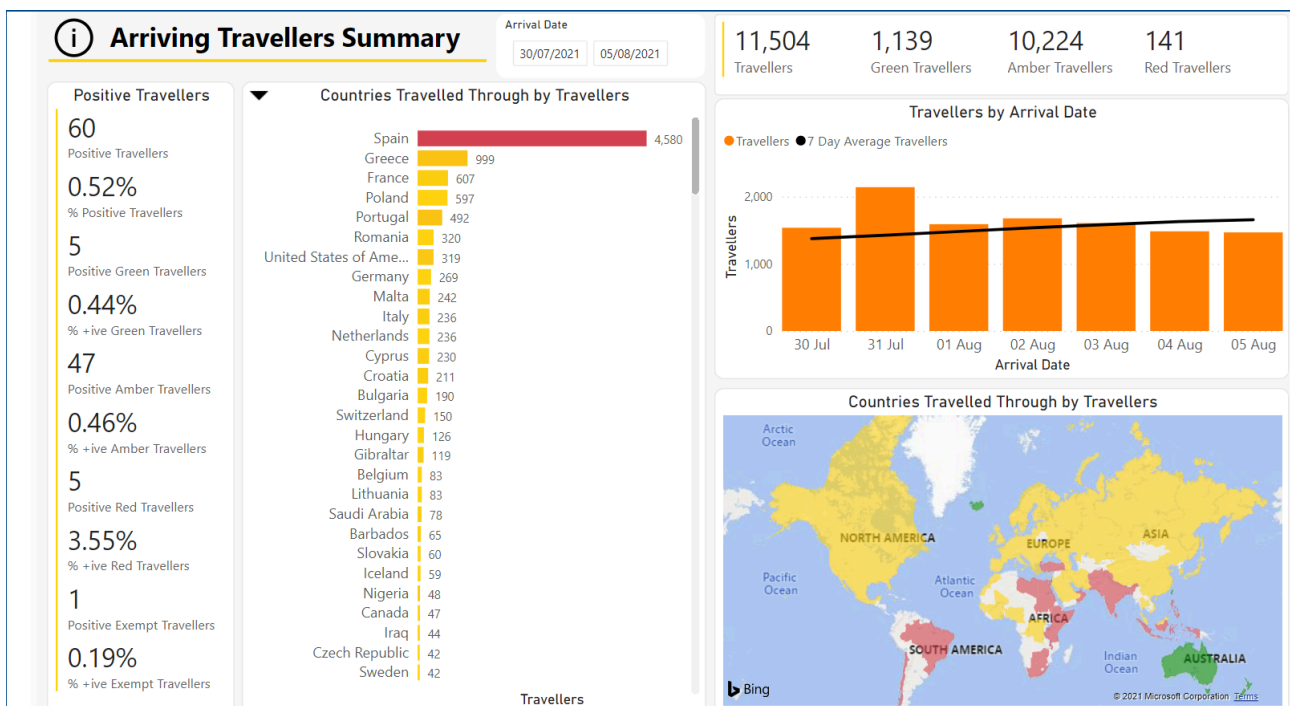 i
Arriving Travellers Summary
Arrival Date
30/07/2021
05/08/2021
11,504
Travellers
1,139
Green Travellers
10,224
Amber Travellers
141
Red Travellers
Positive Travellers
60
Positive Travellers
0.52%
% Positive Travellers
5
Positive Green Travellers
0.44%
% +ive Green Travellers
47
Positive Amber Travellers
0.46%
% +ive Amber Travellers
5
Positive Red Travellers
3.55%
% +ive Red Travellers
1
Positive Exempt Travellers
0.19%
% +ive Exempt Travellers
Countries Travelled Through by Travellers
Spain 4,580
Greece 999
France 607
Poland 597
Portugal 492
Romania 320
United States of Ame... 319
Germany 269
Malta 242
Italy 236
Netherlands 236
Cyprus 230
Croatia 211
Bulgaria 190
Switzerland 150
Hungary 126
Gibraltar 119
Belgium 83
Lithuania 83
Saudi Arabia 78
Barbados 65
Slovakia 60
Iceland 59
Nigeria 48
Canada 47
Iraq 44
Czech Republic 42
Sweden 42
Travellers
Travellers by Arrival Date
Travellers 7 Day Average Travellers
Travellers
2,000
1,000
0
30 Jul 31 Jul 01 Aug 02 Aug 03 Aug 04 Aug 05 Aug
Arrival Date
Countries Travelled Through by Travellers
Arctic
Ocean
NORTH AMERICA
EUROPE
ASIA
Pacific
Ocean
Atlantic
Ocean
AFRICA
SOUTH AMERICA
Indian
Ocean
AUSTRALIA
Bing
© 2021 Microsoft Corporation Terms